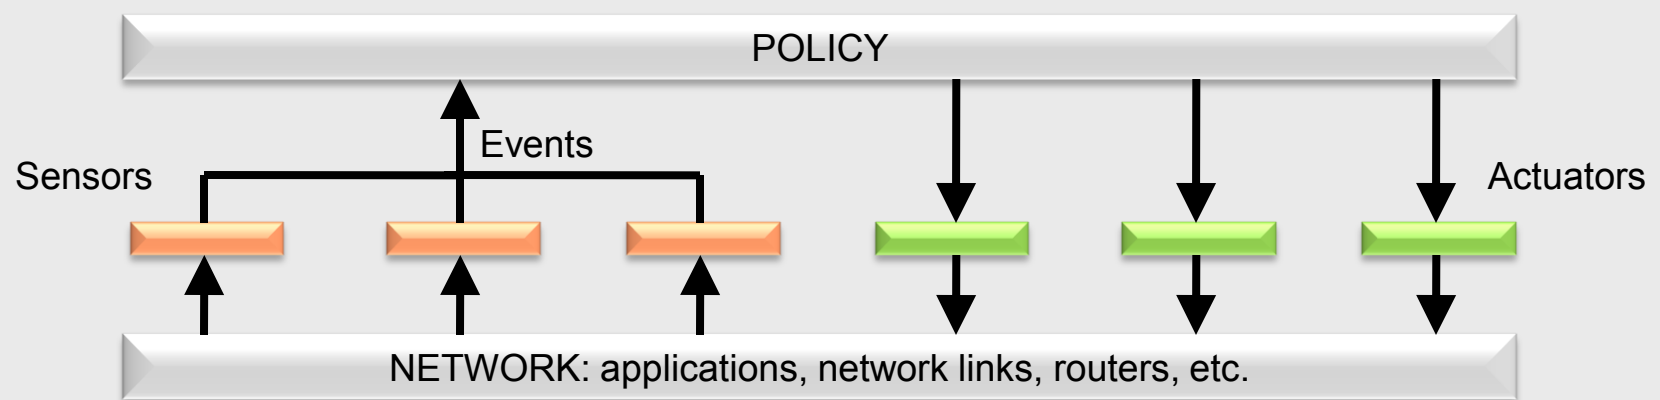 POLICY
Events
Sensors
Actuators
NETWORK: applications, network links, routers, etc.